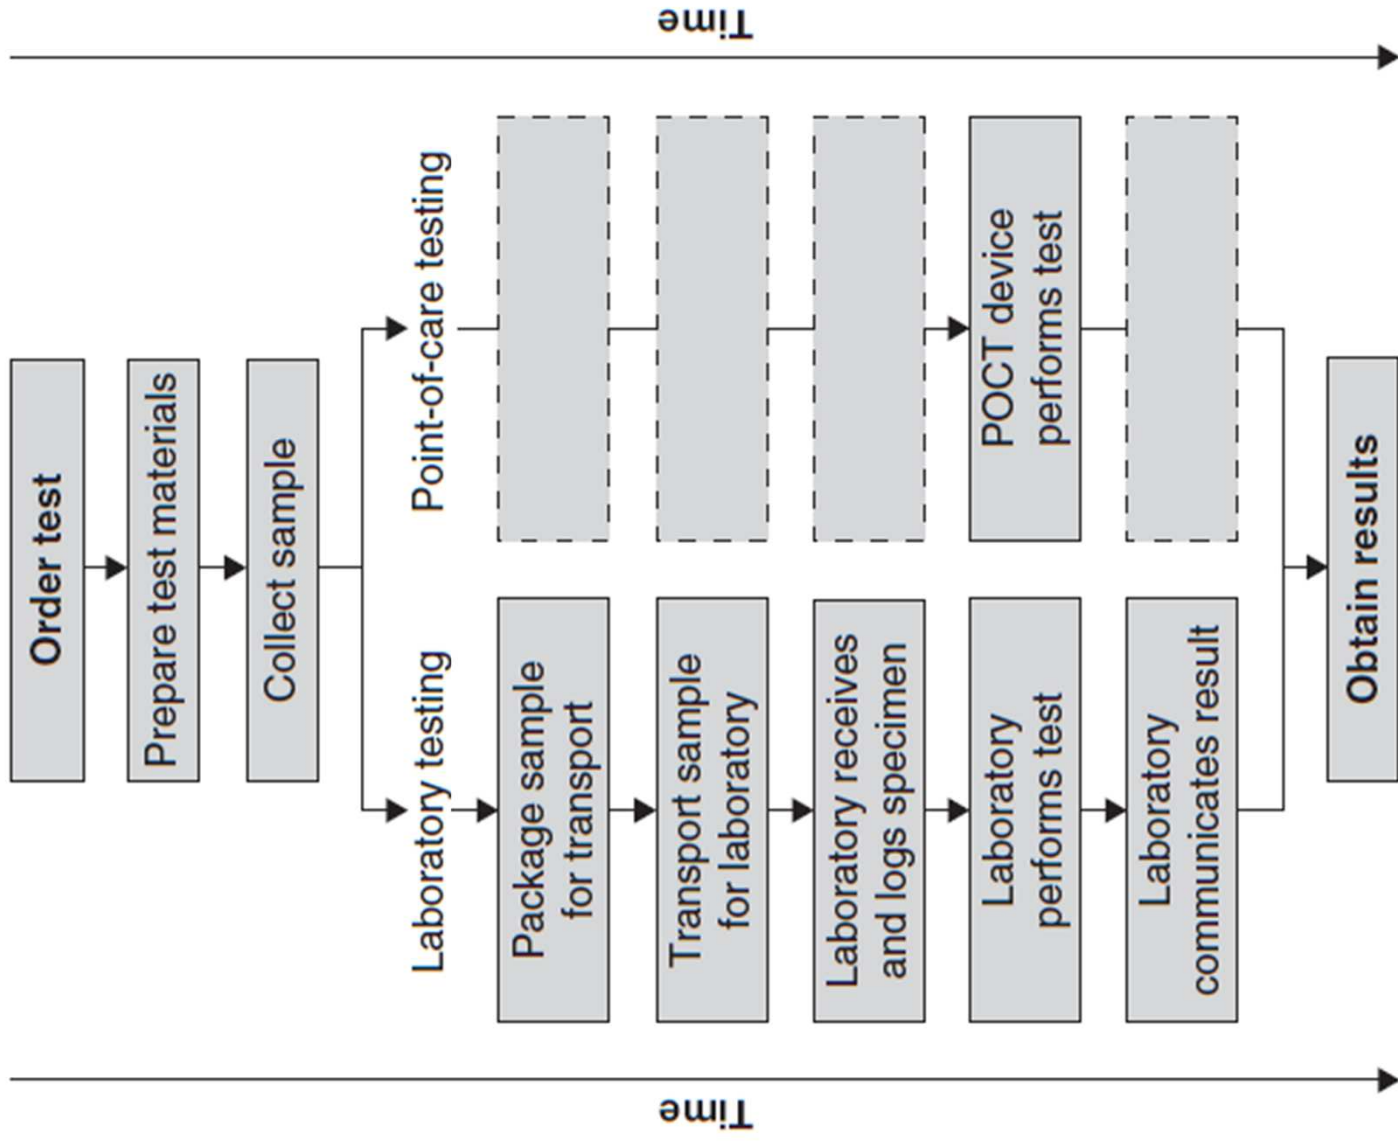 Time
Order test
Prepare test materials
Collect sample
Laboratory testing
Point-of-care testing
Package sample
for transport
Transport sample
for laboratory
Laboratory receives
and logs specimen
Laboratory
performs test
POCT device
performs test
Laboratory
communicates result
Obtain results
Time